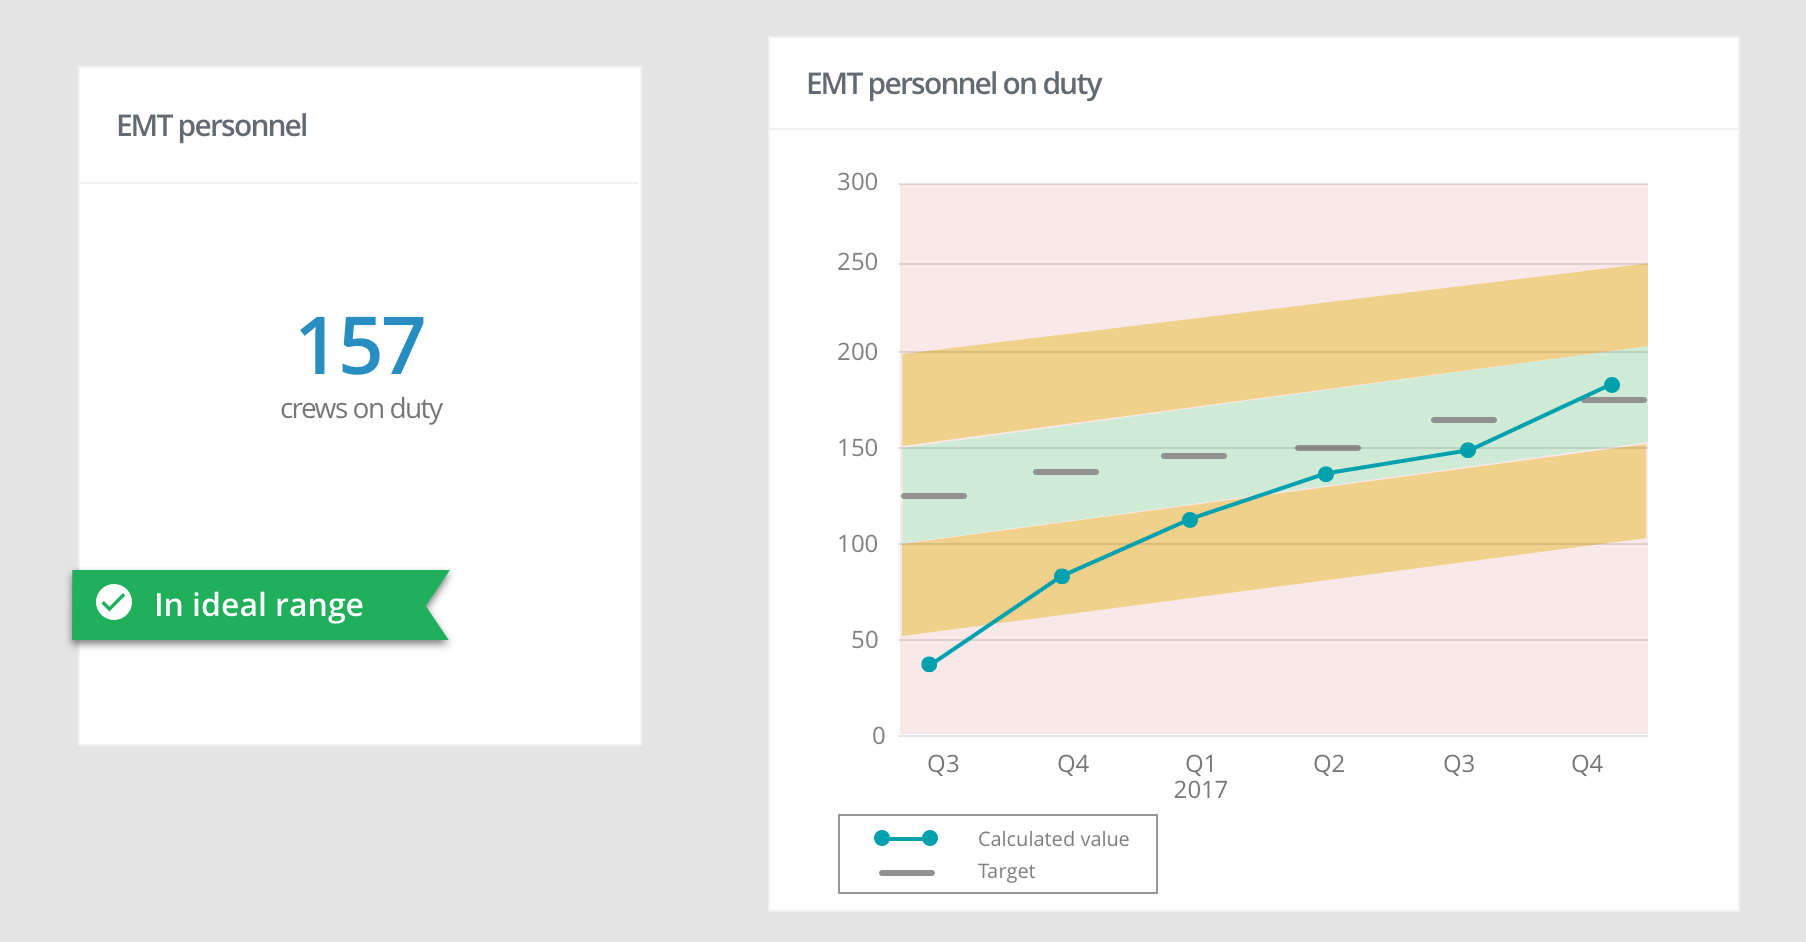 EMT personnel
157
crews on duty
In ideal range
EMT personnel on duty
300
250
200
150
100
50
0
Q3 Q4 Q1 Q2 Q3 Q4
2017
Calculated value
Target